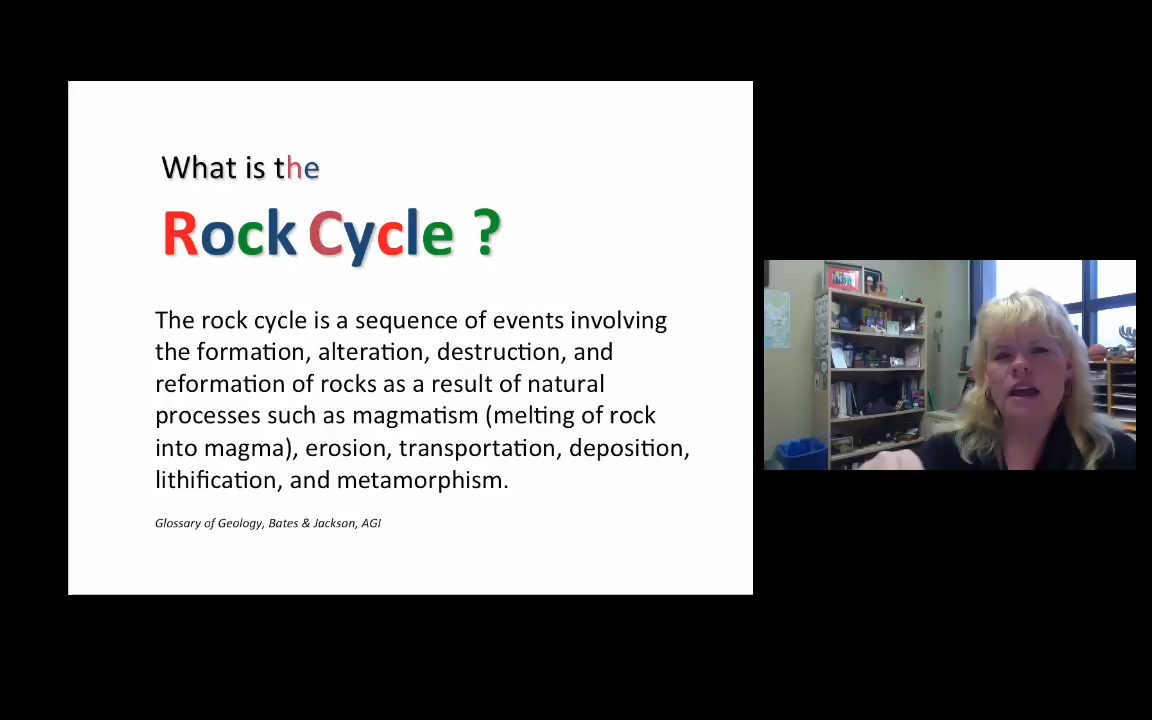 What is the
Rock Cycle ?
The rock cycle is a sequence of events involving
the formation, alteration, destruction, and
reformation of rocks as a result of natural
processes such as magmatism (melting of rock
into magma), erosion, transportation, deposition,
lithification, and metamorphism.
Glossary of Geology, Bates & Jackson, AGI